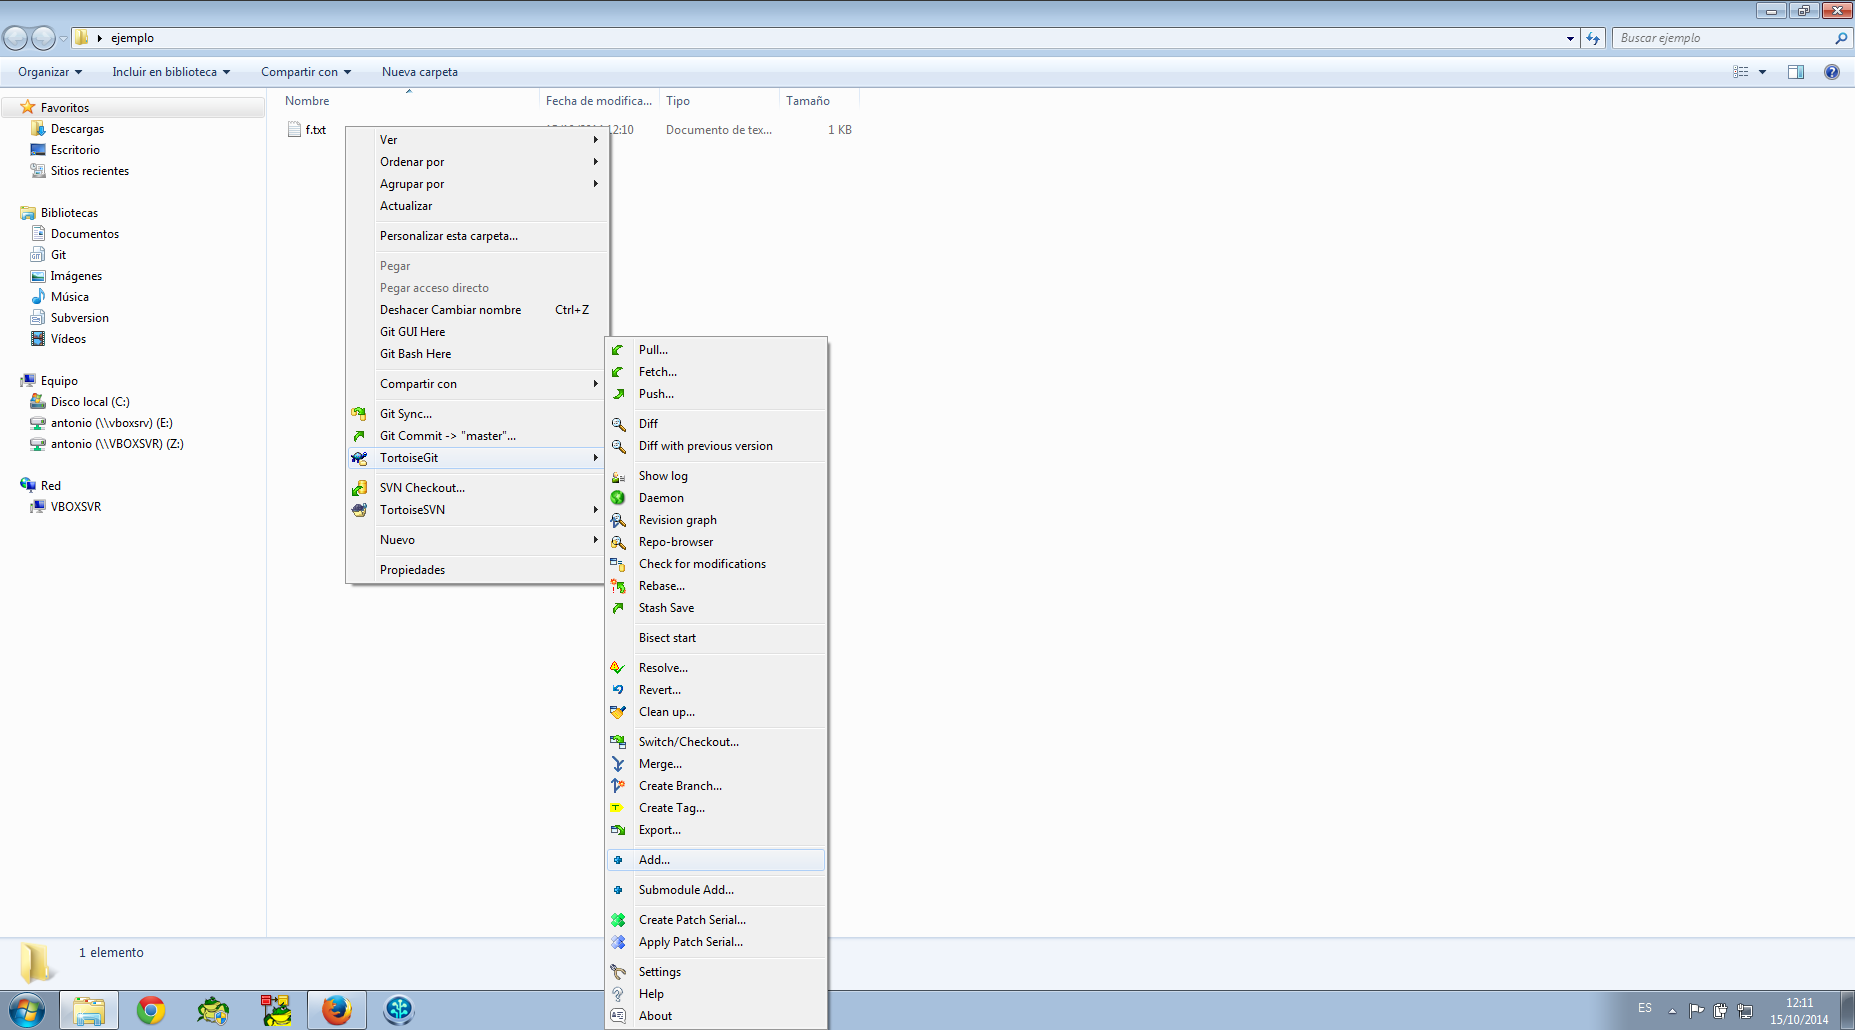 ejemplo
Buscar ejemplo
Organizar
Incluir en biblioteca
Compartir con
Nueva carpeta
Nombre
Fecha de modifica...
Tipo
Tamaño
f.txt
12:10
Documento de tex...
1 KB
Favoritos
Descargas
Escritorio
Sitios recientes
Bibliotecas
Documentos
Git
Imágenes
Música
Subversion
Vídeos
Equipo
Disco local (C:)
antonio (\\vboxsrv) (E:)
antonio (\\VBOXSVR) (Z:)
Red
VBOXSVR
Ver
Ordenar por
Agrupar por
Actualizar
Personalizar esta carpeta...
Pegar
Pegar acceso directo
Deshacer Cambiar nombre Ctrl+Z
Git GUI Here
Git Bash Here
Compartir con
Git Sync...
Git Commit -> "master"...
TortoiseGit
SVN Checkout...
TortoiseSVN
Nuevo
Propiedades
Pull...
Fetch...
Push...
Diff
Diff with previous version
Show log
Daemon
Revision graph
Repo-browser
Check for modifications
Rebase...
Stash Save
Bisect start
Resolve...
Revert...
Clean up...
Switch/Checkout...
Merge...
Create Branch...
Create Tag...
Export...
Add...
Submodule Add...
Create Patch Serial...
Apply Patch Serial...
Settings
Help
About
1 elemento
ES
12:11
15/10/2014